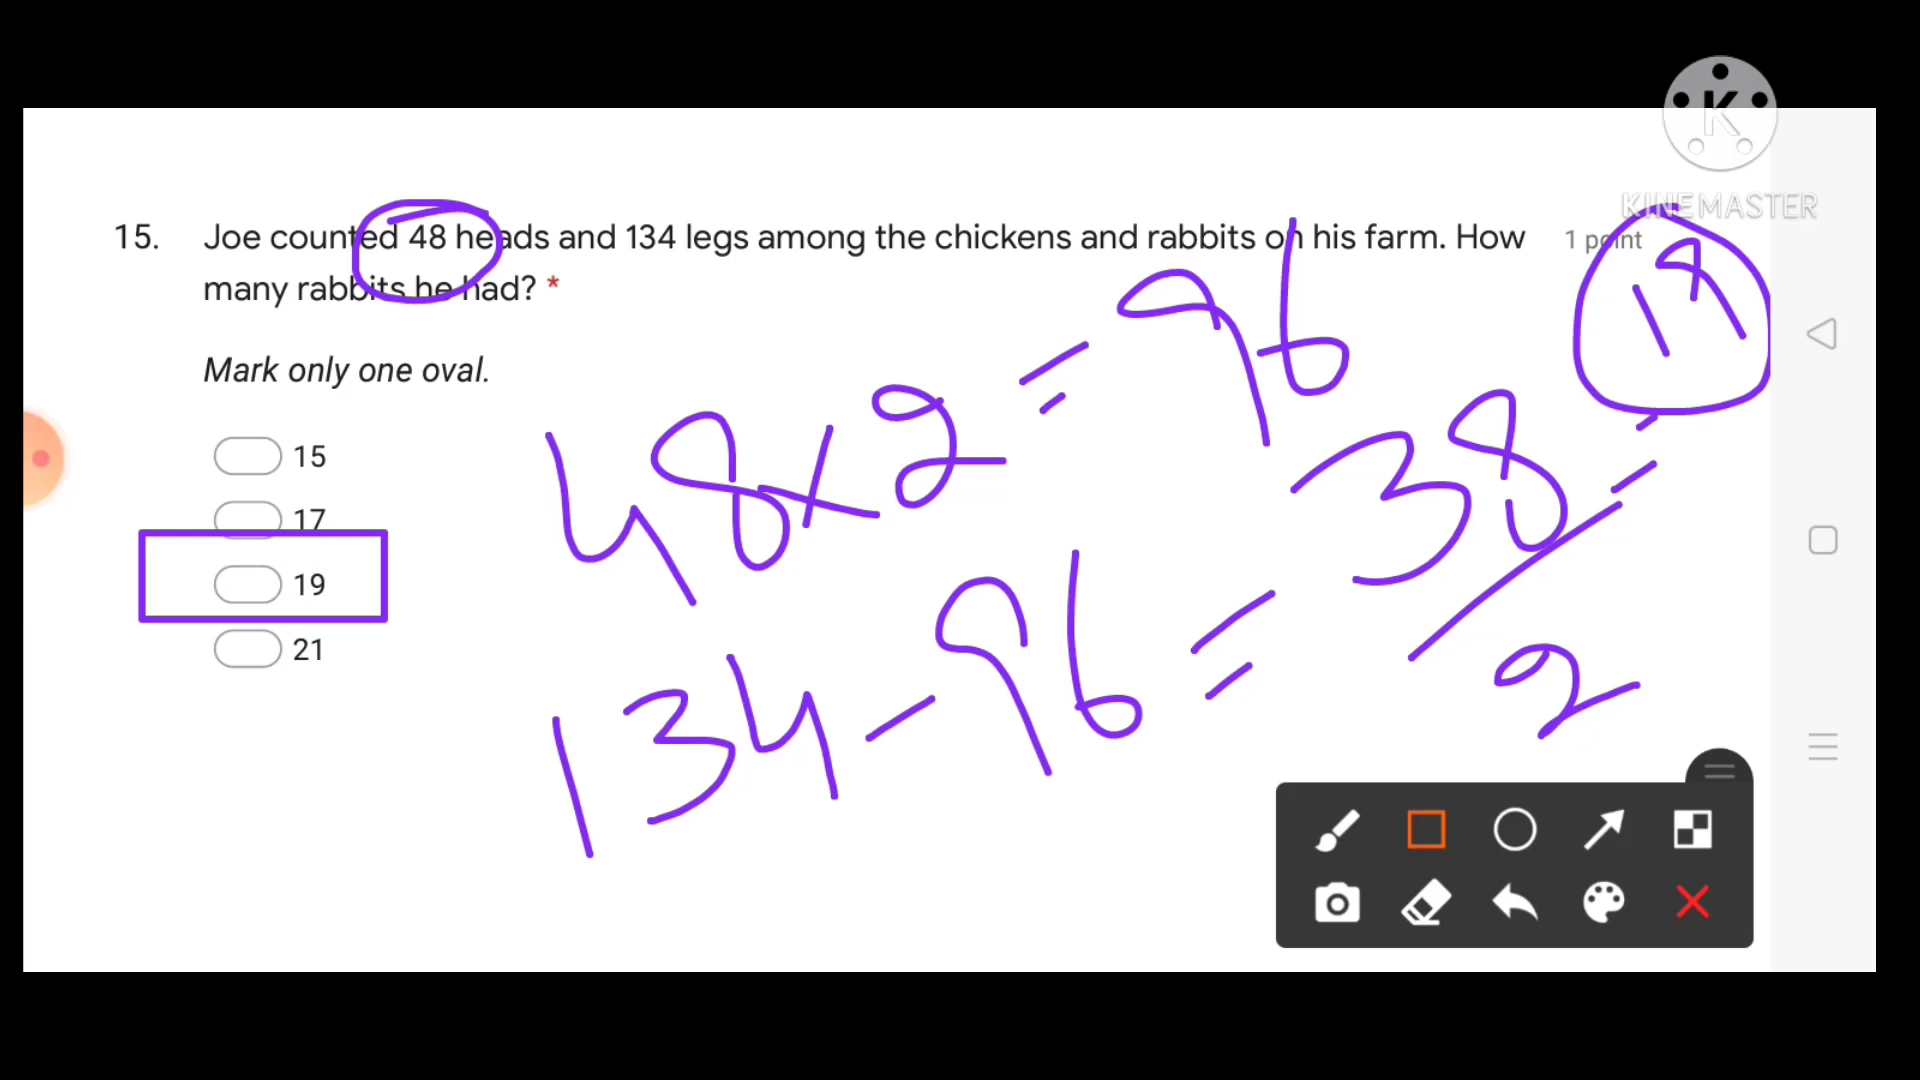 KINEMASTER
15. Joe counted 48 heads and 134 legs among the chickens and rabbits on his farm. How 1 point
many rabbits he had? *
Mark only one oval.
15
17
19
21
48x2 = 96
134-96 = 38/2 = 19